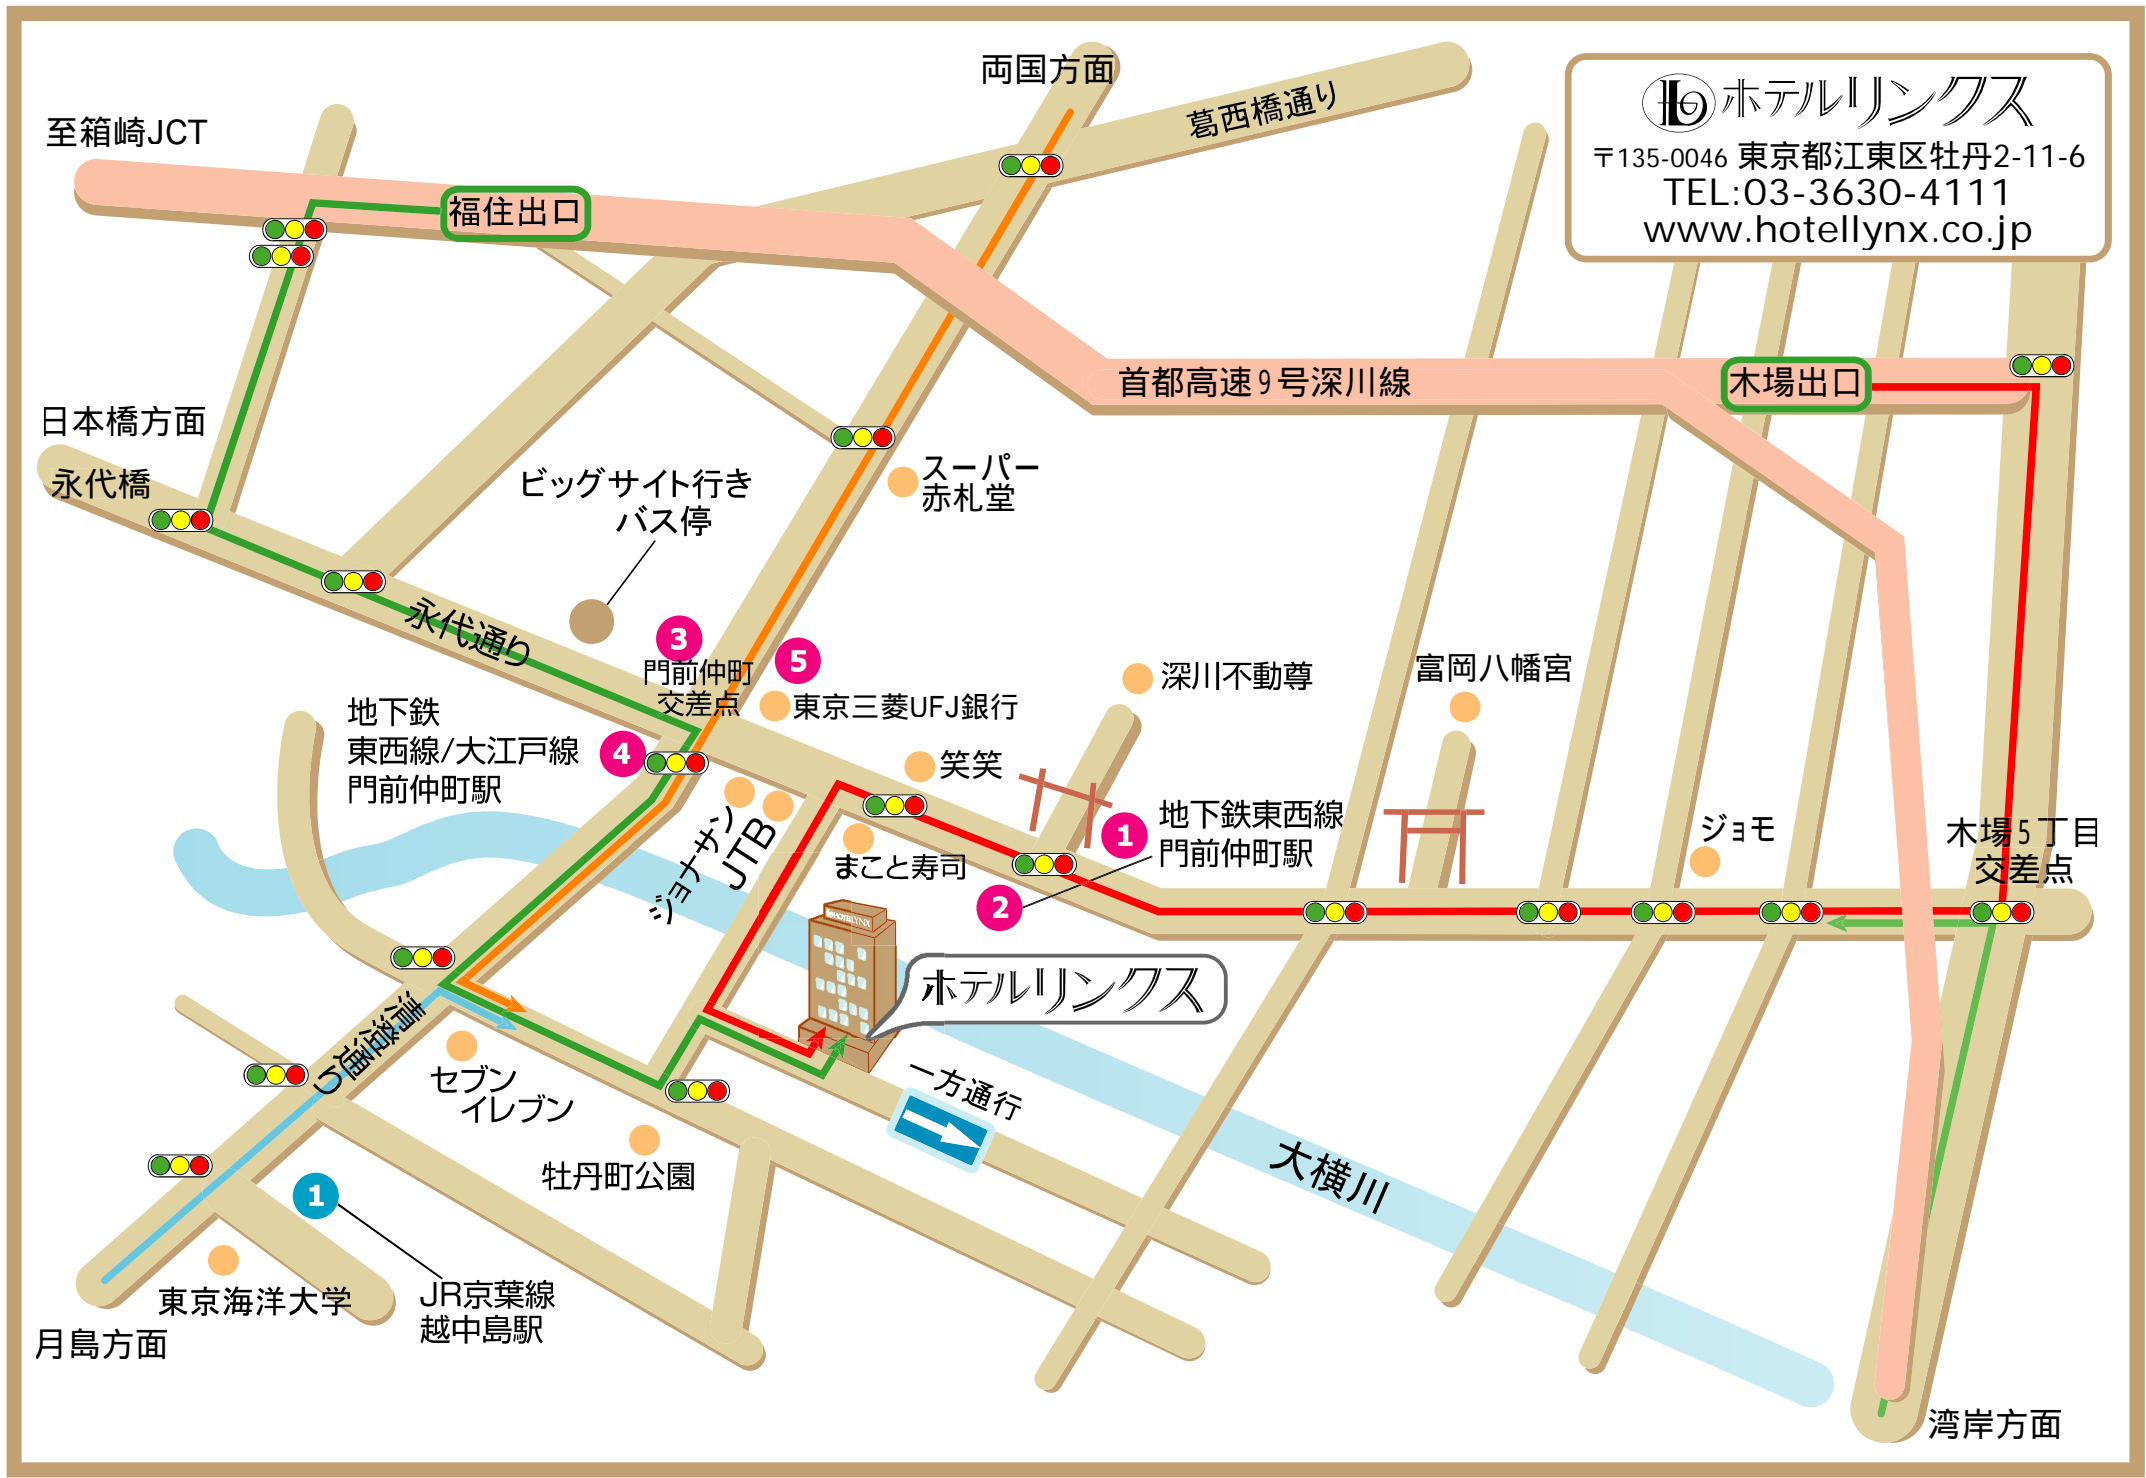 両国方面
葛西橋通り
至箱崎JCT
福住出口
ホテルリンクス
〒135-0046 東京都江東区牡丹2-11-6
TEL:03-3630-4111
www.hotellynx.co.jp
首都高速9号深川線
木場出口
日本橋方面
永代橋
ビッグサイト行き
バス停
スーパー
赤札堂
永代通り
3
門前仲町
交差点
5
東京三菱UFJ銀行
深川不動尊
富岡八幡宮
地下鉄
東西線/大江戸線
門前仲町駅
4
笑笑
ジョナサン
JTB
まこと寿司
1
地下鉄東西線
門前仲町駅
2
ジョモ
木場5丁目
交差点
HOTEL LYNX
ホテルリンクス
清澄通り
セブン
イレブン
一方通行
牡丹町公園
大横川
1
東京海洋大学
JR京葉線
越中島駅
月島方面
湾岸方面